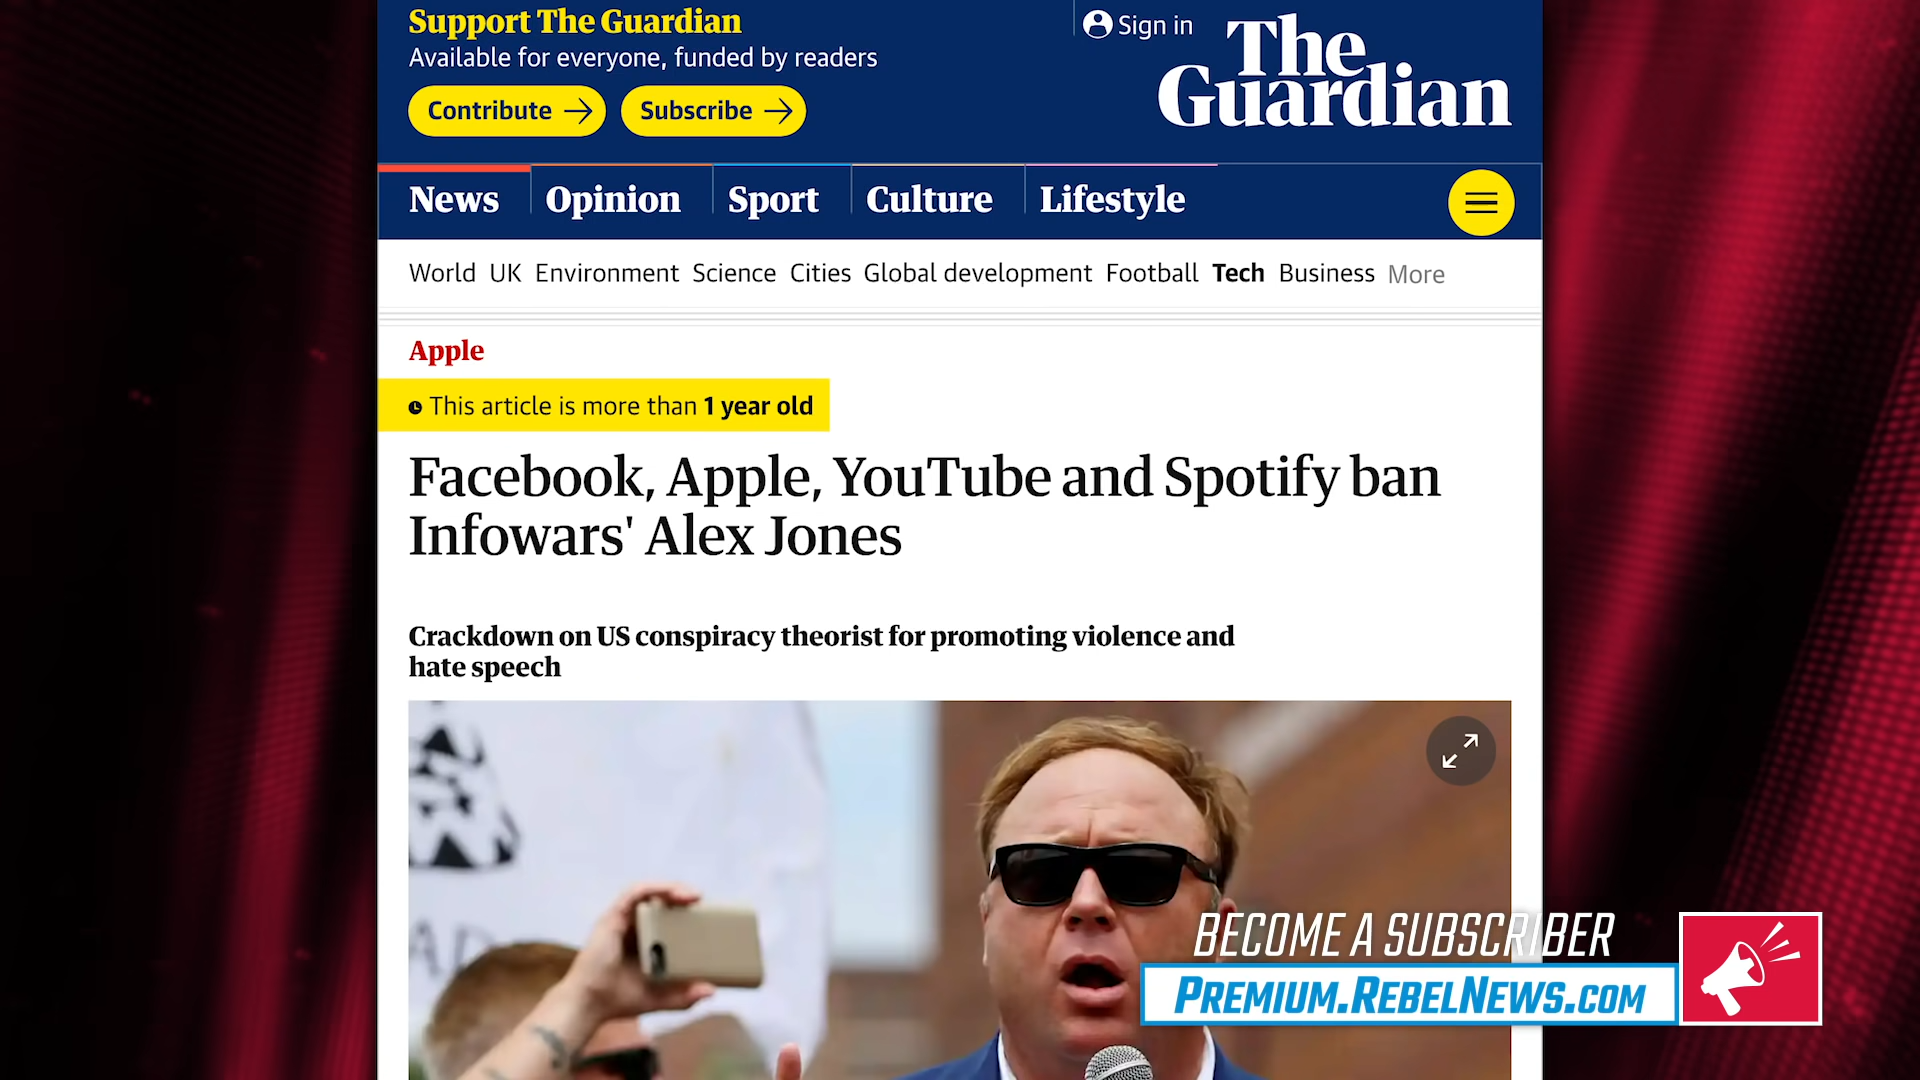 Support The Guardian
Available for everyone, funded by readers
Contribute
Subscribe
Sign in
The
Guardian
News
Opinion
Sport
Culture
Lifestyle
World UK Environment Science Cities Global development Football Tech Business More
Apple
This article is more than 1 year old
Facebook, Apple, YouTube and Spotify ban
Infowars' Alex Jones
Crackdown on US conspiracy theorist for promoting violence and
hate speech
BECOME A SUBSCRIBER
PREMIUM.REBELNEWS.COM